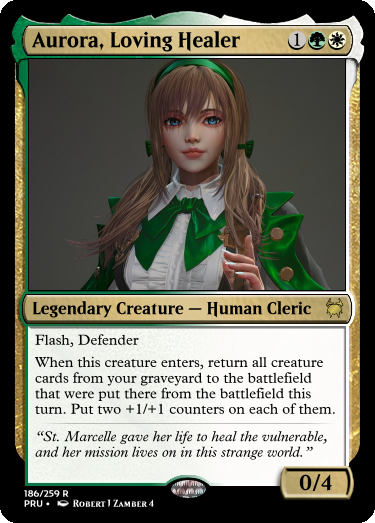 Aurora, Loving Healer 1
Legendary Creature — Human Cleric
Flash, Defender
When this creature enters, return all creature
cards from your graveyard to the battlefield
that were put there from the battlefield this
turn. Put two +1/+1 counters on each of them.
“St. Marcelle gave her life to heal the vulnerable,
and her mission lives on in this strange world.”
0/4
186/259 R
PRU • Robert J Zamber 4